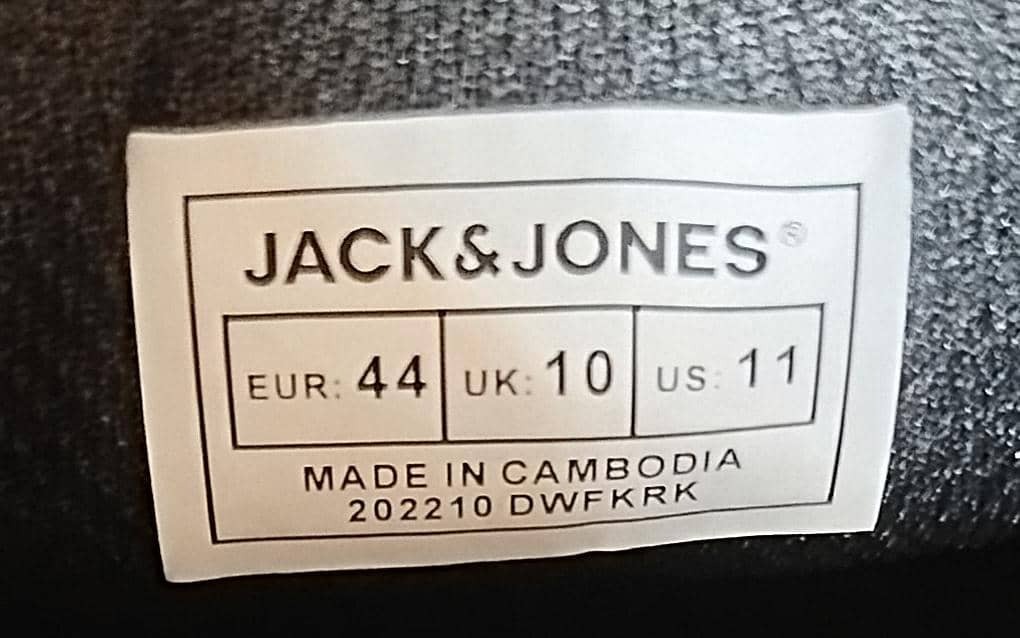 JACK&JONES®
EUR: 44 UK: 10 US: 11
MADE IN CAMBODIA
202210 DWFKRK